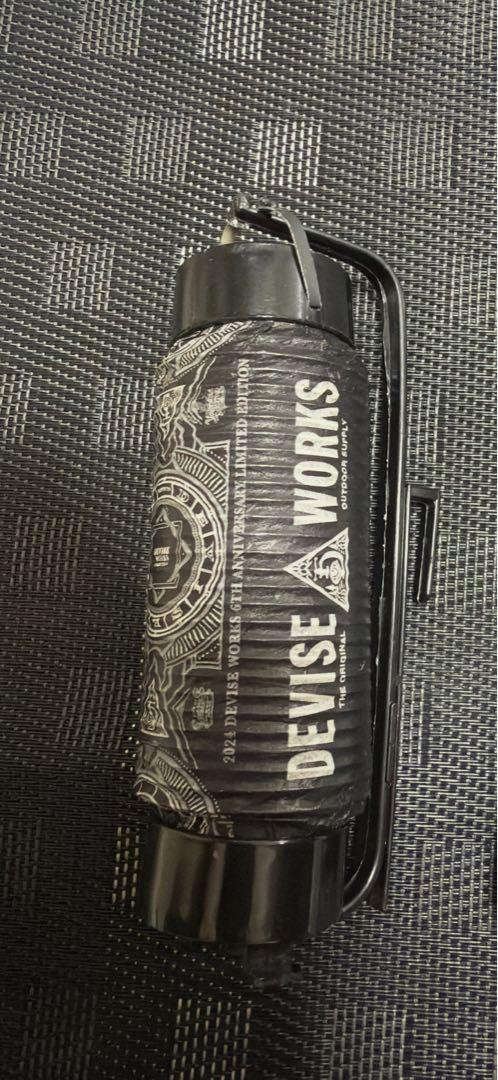 DEVISE WORKS
THE ORIGINAL OUTDOOR SUPPLY
2024 DEVISE WORKS 6TH ANNIVERSARY LIMITED EDITION